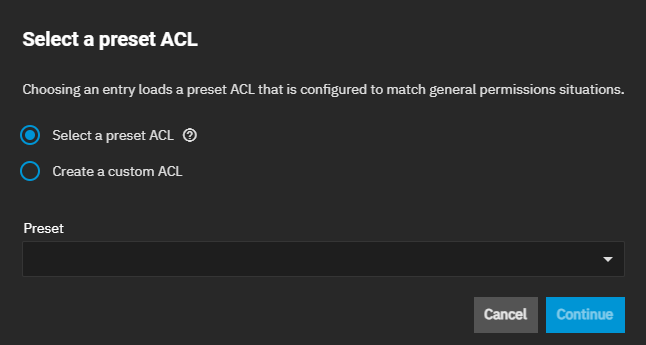 Select a preset ACL
Choosing an entry loads a preset ACL that is configured to match general permissions situations.
Select a preset ACL
Create a custom ACL
Preset
Cancel
Continue